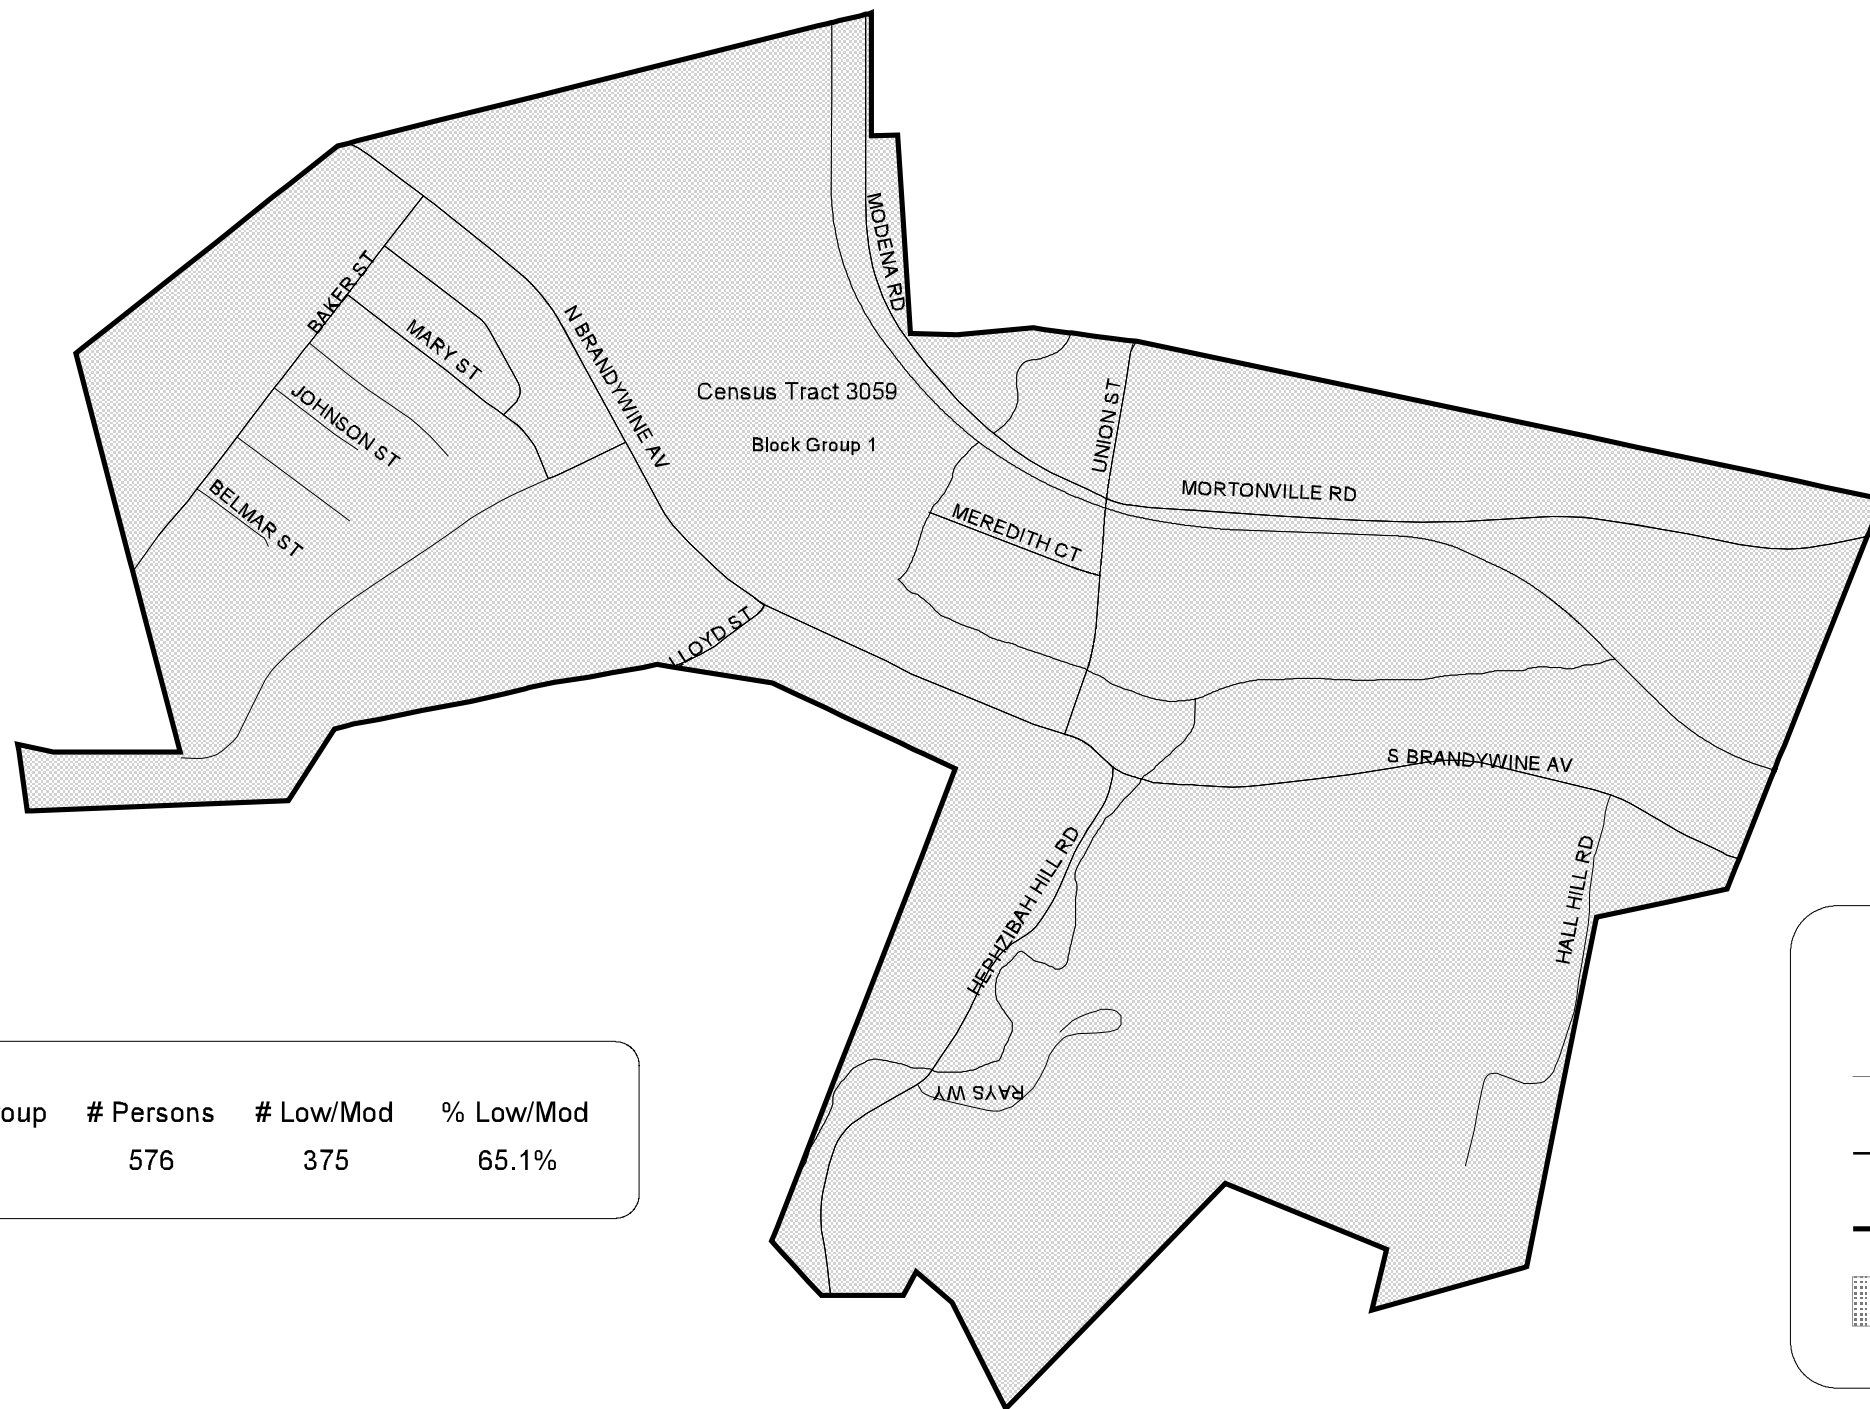 MODENA RD
BAKER ST
MARY ST
N BRANDYWINE AV
Census Tract 3059
Block Group 1
UNION ST
JOHNSON ST
BELMAR ST
MORTONVILLE RD
MEREDITH CT
LLOYD ST
S BRANDYWINE AV
HEPHZIBAH HILL RD
HALL HILL RD
RAYS WY
oup # Persons # Low/Mod % Low/Mod
576 375 65.1%